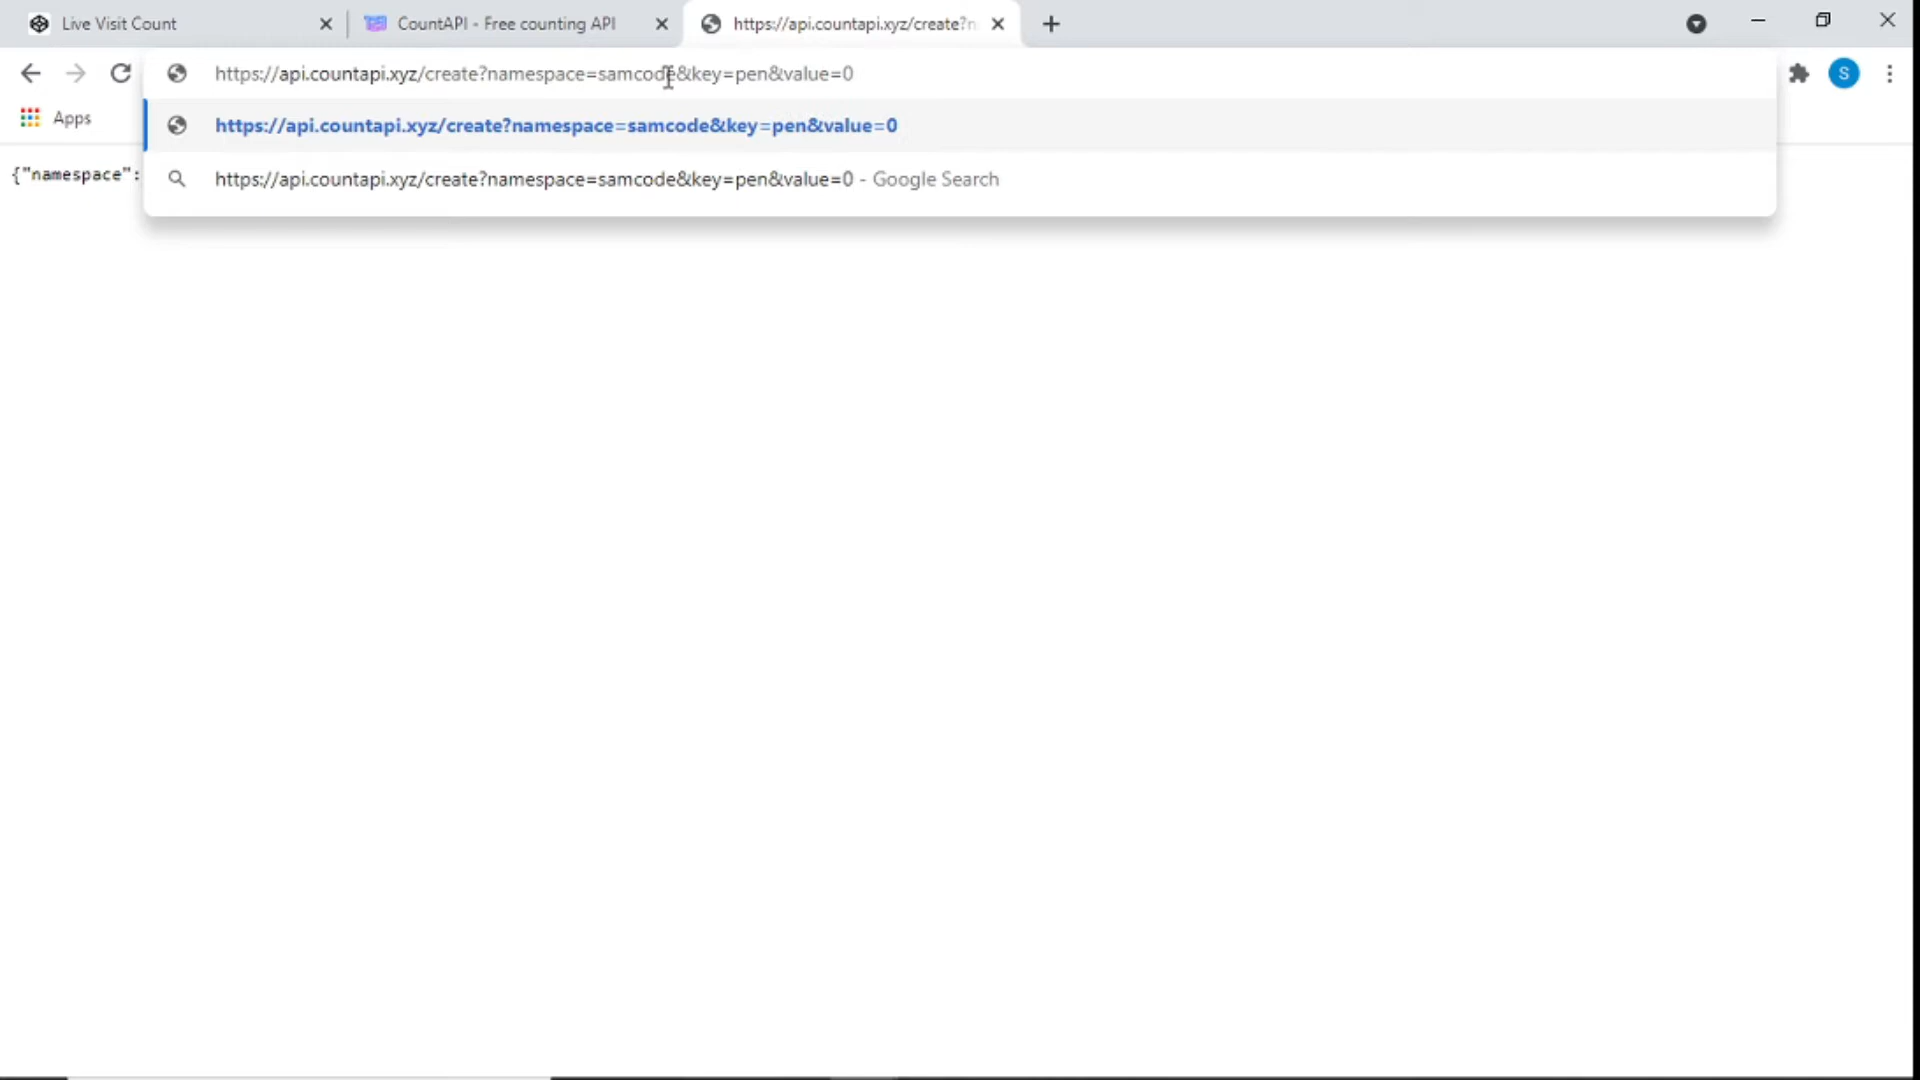 Live Visit Count
CountAPI - Free counting API
https://api.countapi.xyz/create?n
https://api.countapi.xyz/create?namespace=samcode&key=pen&value=0
S
Apps
https://api.countapi.xyz/create?namespace=samcode&key=pen&value=0
{"namespace":
https://api.countapi.xyz/create?namespace=samcode&key=pen&value=0 - Google Search